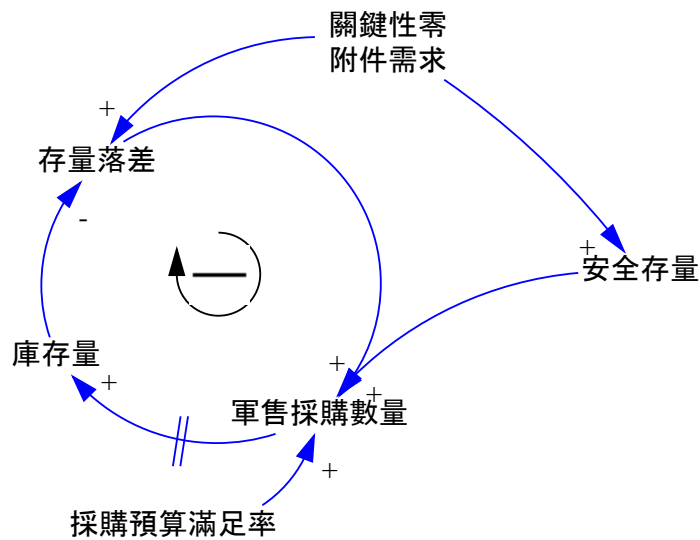 關鍵性零
附件需求
+
存量落差
-
+
安全存量
庫存量
+
+
+
軍售採購數量
+
採購預算滿足率